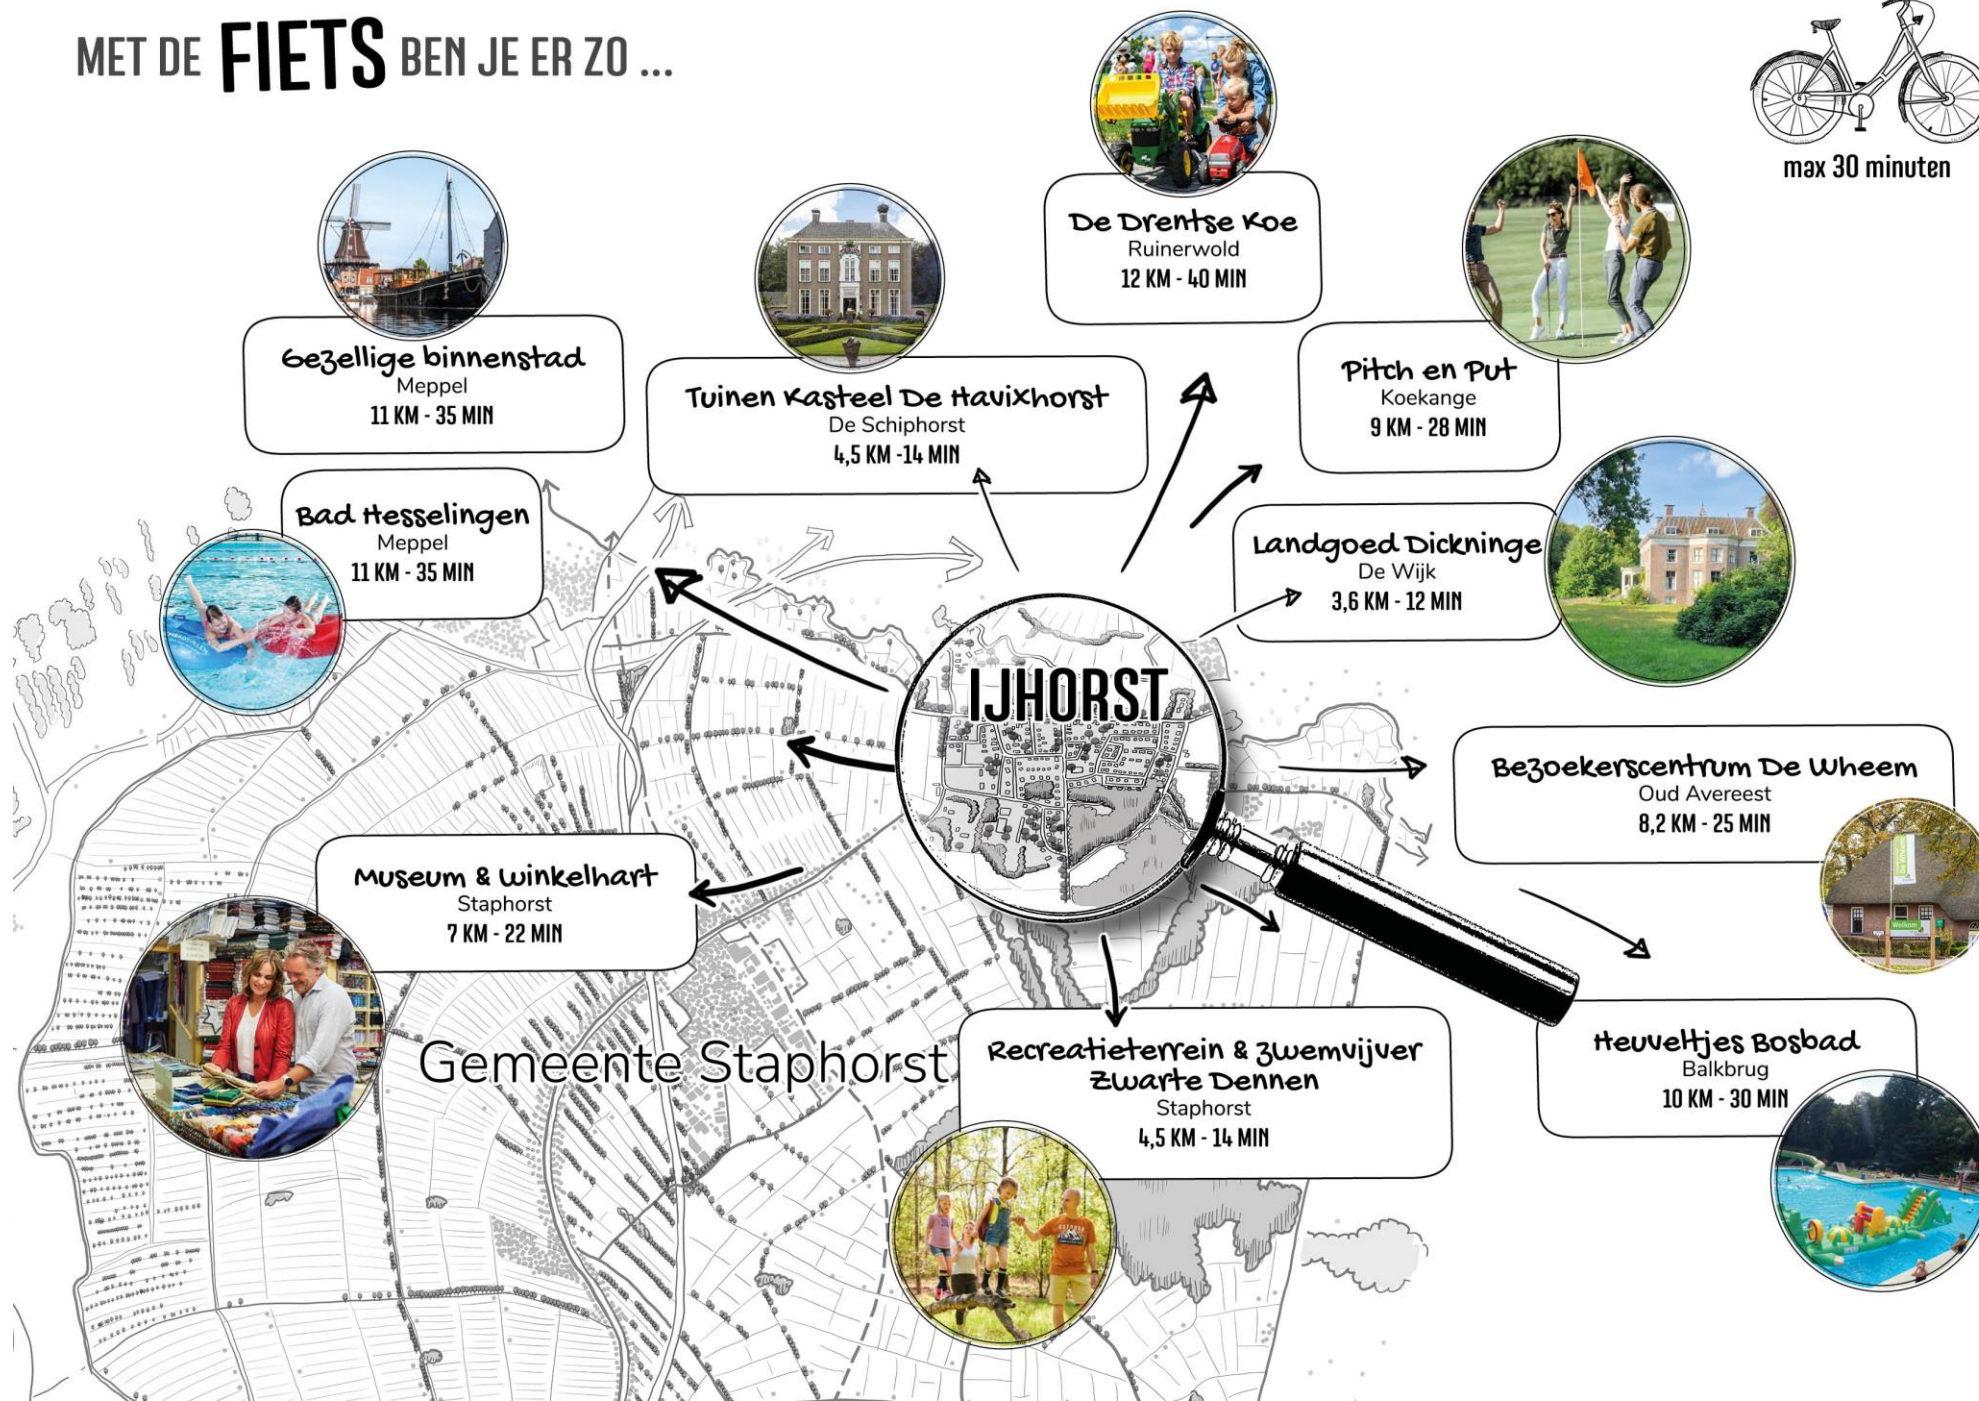 MET DE FIETS BEN JE ER ZO ...
max 30 minuten
De Drentse Koe
Ruinerwold
12 KM - 40 MIN
Gezellige binnenstad
Meppel
11 KM - 35 MIN
Tuinen Kasteel De Havixhorst
De Schiphorst
4,5 KM -14 MIN
Pitch en Put
Koekange
9 KM - 28 MIN
Bad Hesselingen
Meppel
11 KM - 35 MIN
Landgoed Dickninge
De Wijk
3,6 KM - 12 MIN
IJHORST
Bezoekerscentrum De Wheem
Oud Avereest
8,2 KM - 25 MIN
Welkom
Museum & winkelhart
Staphorst
7 KM - 22 MIN
Gemeente Staphorst
Recreatieterrein & zwemvijver
Zwarte Dennen
Staphorst
4,5 KM - 14 MIN
Heuveltjes Bosbad
Balkbrug
10 KM - 30 MIN